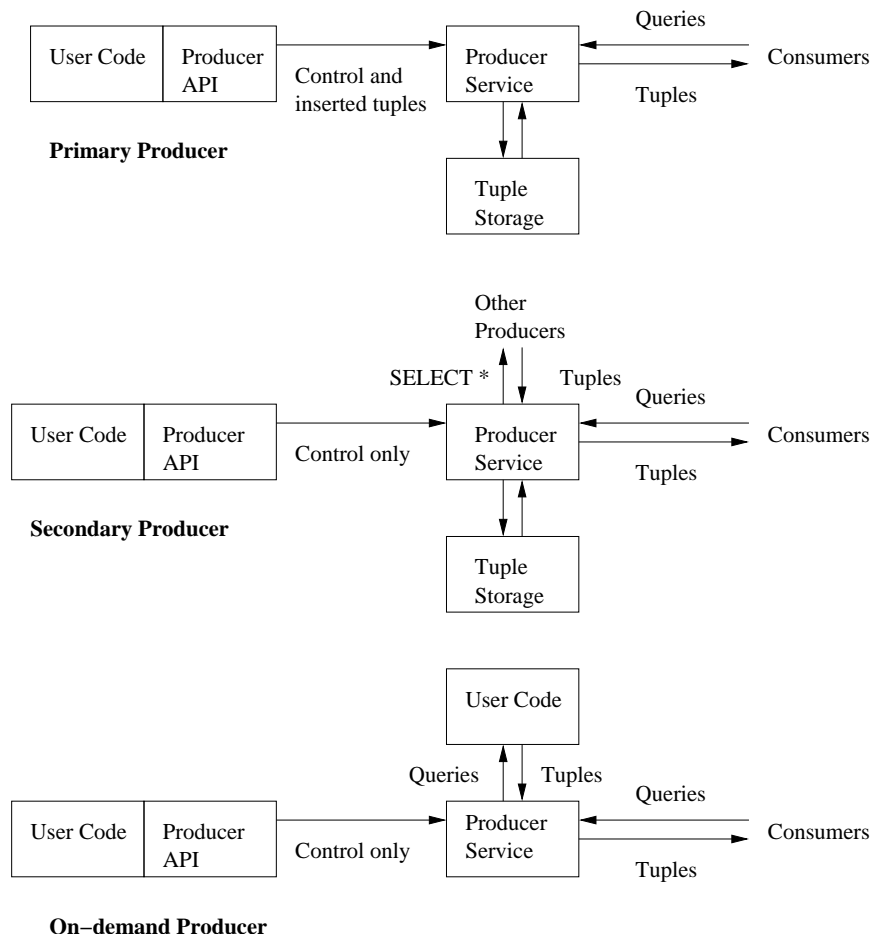 Queries
User Code
Producer
API
Control and
inserted tuples
Producer
Service
Consumers
Tuples
Primary Producer
Tuple
Storage
Other
Producers
SELECT *
Tuples
Queries
User Code
Producer
API
Control only
Producer
Service
Consumers
Tuples
Secondary Producer
Tuple
Storage
User Code
Queries
Tuples
Queries
User Code
Producer
API
Control only
Producer
Service
Consumers
Tuples
On-demand Producer